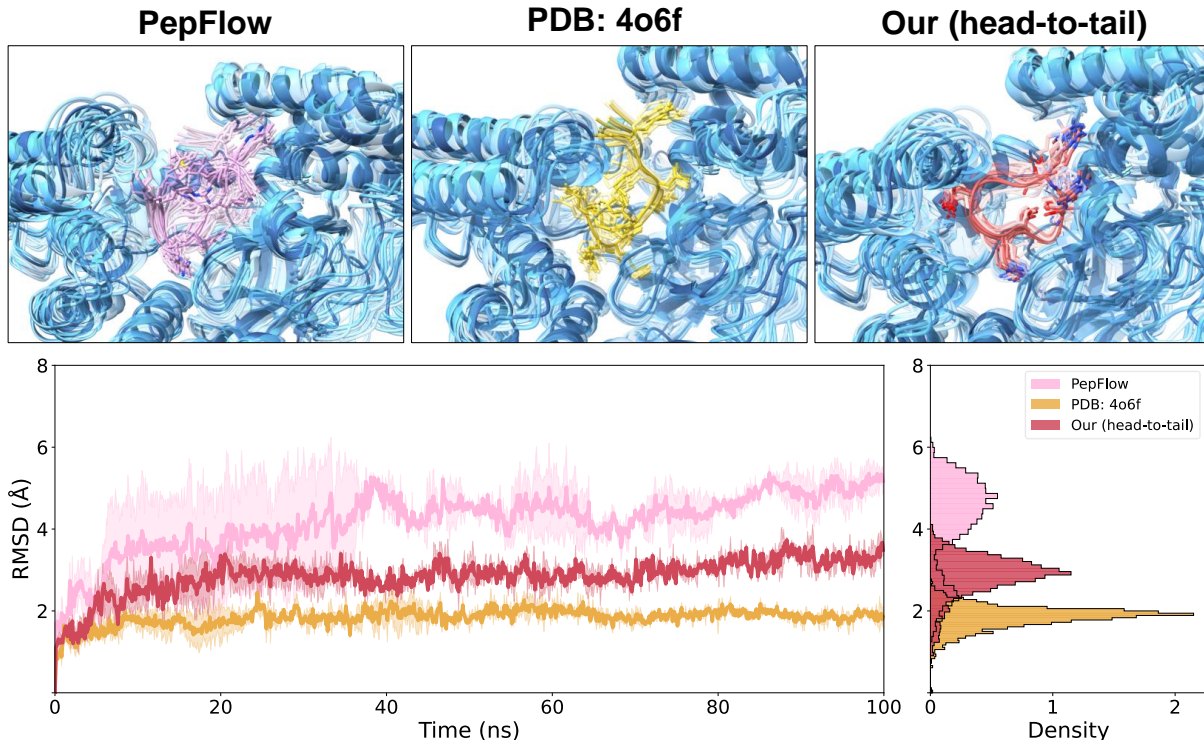 PepFlow
PDB: 4o6f
Our (head-to-tail)
8
6
4
2
RMSD (Å)
0
20
40
60
80
100
Time (ns)
PepFlow
PDB: 4o6f
Our (head-to-tail)
8
6
4
2
0
1
2
Density